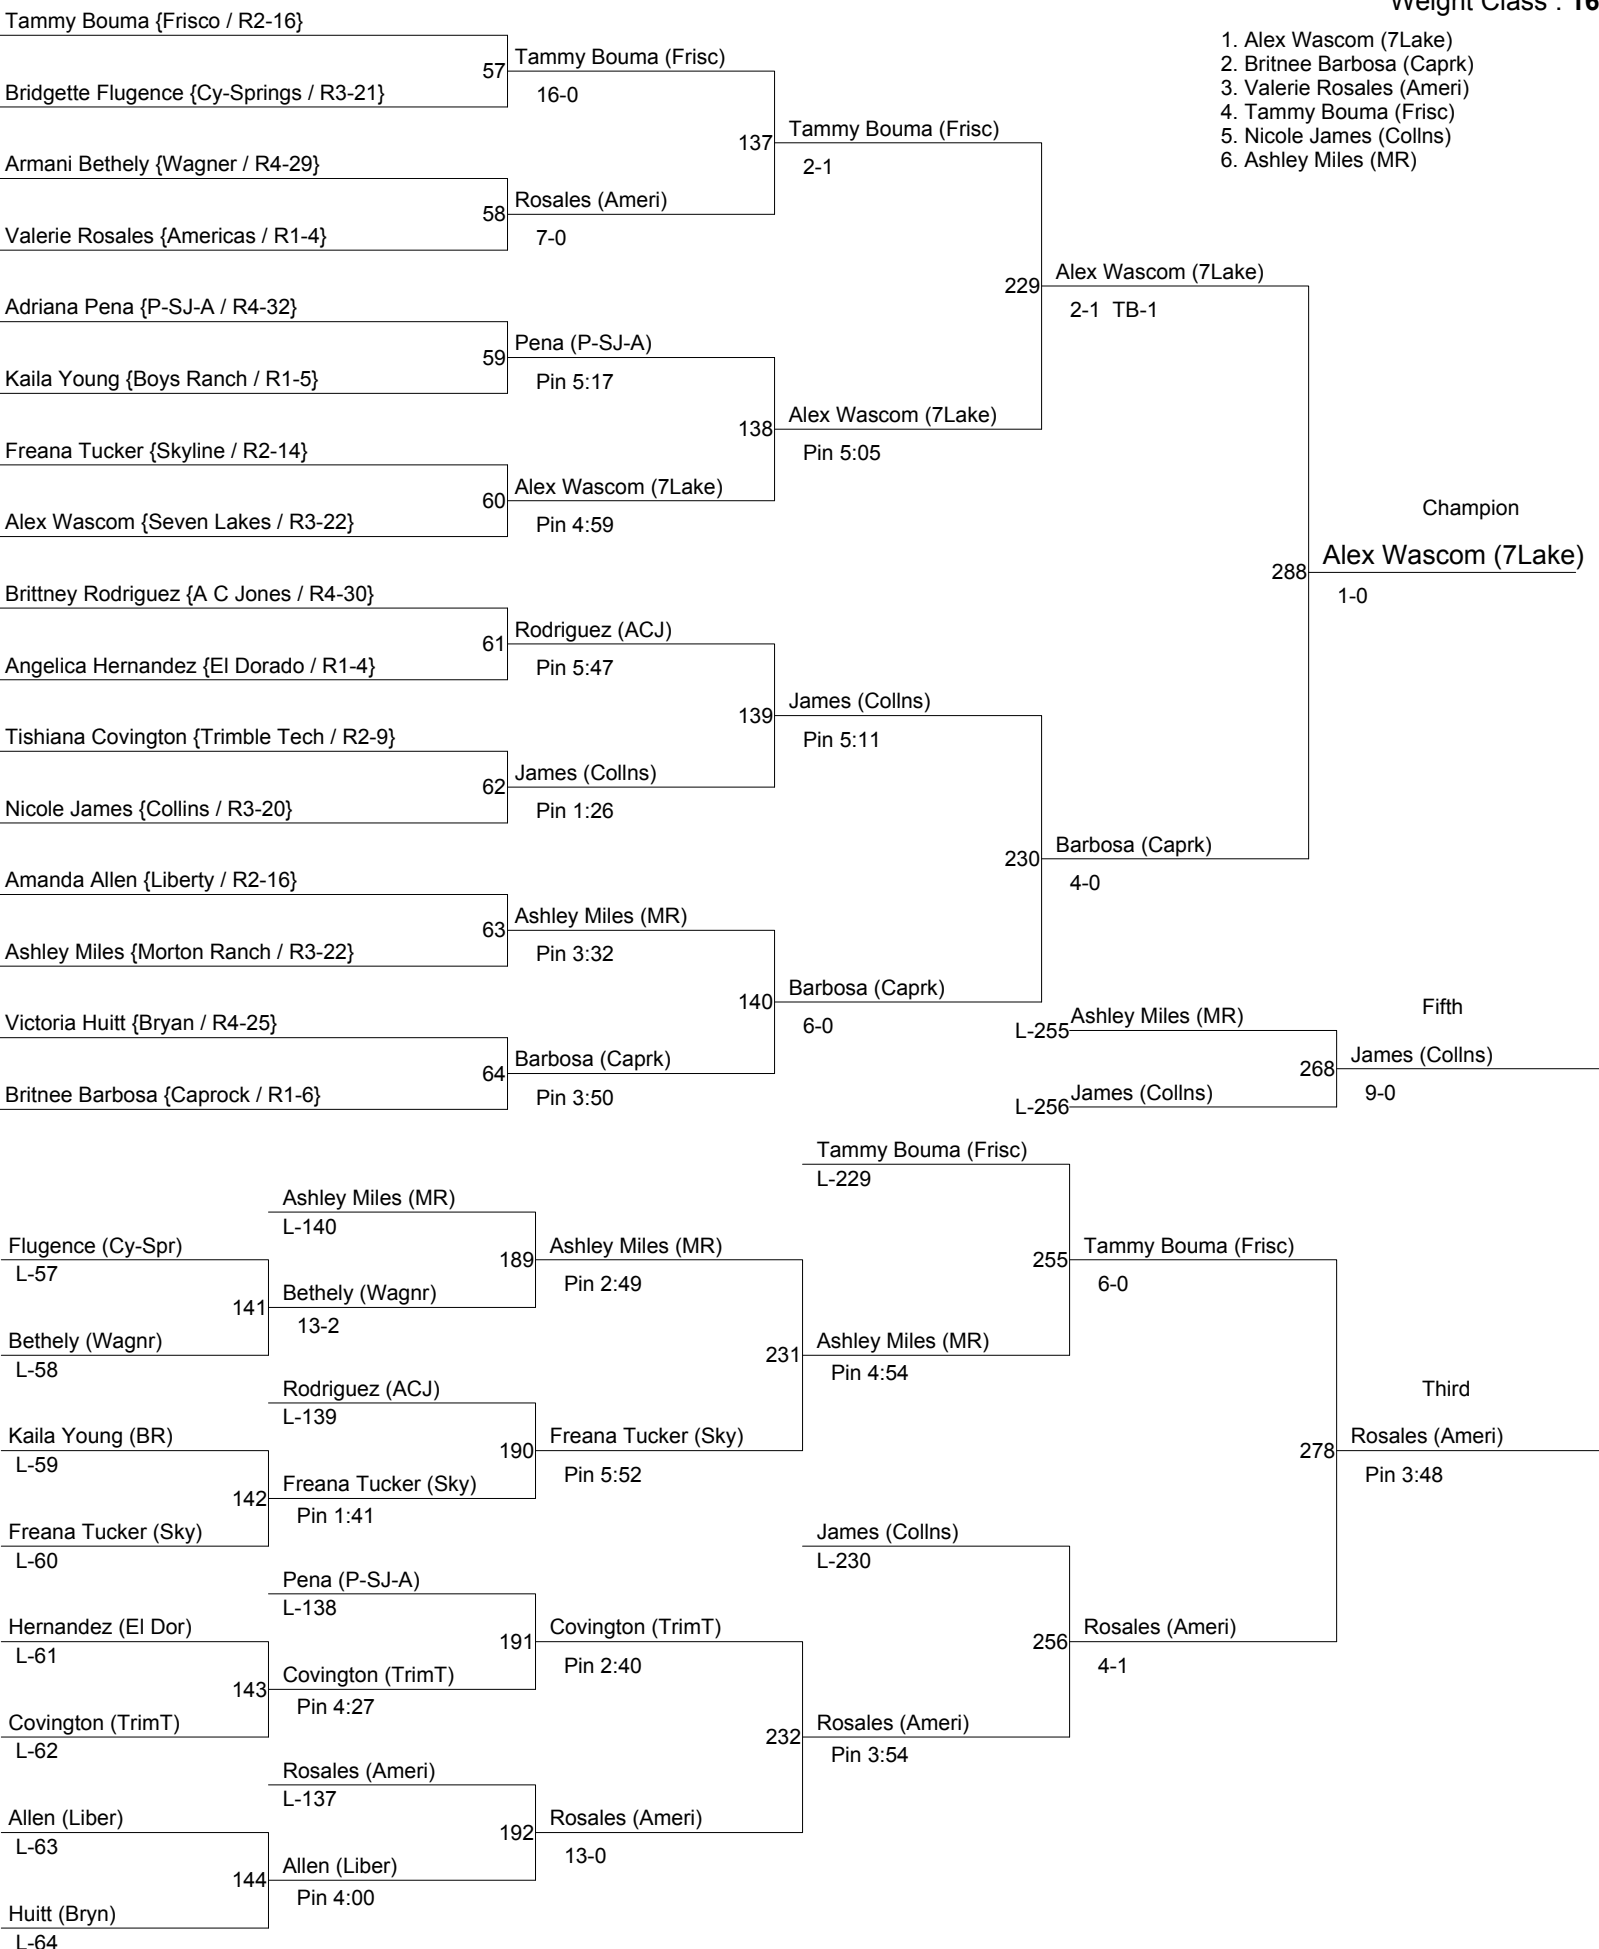 Weight Class : 16
1. Alex Wascom (7Lake)
2. Britnee Barbosa (Caprk)
3. Valerie Rosales (Ameri)
4. Tammy Bouma (Frisc)
5. Nicole James (Collns)
6. Ashley Miles (MR)
Tammy Bouma {Frisco / R2-16}
57
Tammy Bouma (Frisc)
16-0
Bridgette Flugence {Cy-Springs / R3-21}
137
Tammy Bouma (Frisc)
2-1
Armani Bethely {Wagner / R4-29}
58
Rosales (Ameri)
7-0
Valerie Rosales {Americas / R1-4}
229
Alex Wascom (7Lake)
2-1 TB-1
Adriana Pena {P-SJ-A / R4-32}
59
Pena (P-SJ-A)
Pin 5:17
Kaila Young {Boys Ranch / R1-5}
138
Alex Wascom (7Lake)
Pin 5:05
Freana Tucker {Skyline / R2-14}
60
Alex Wascom (7Lake)
Pin 4:59
Alex Wascom {Seven Lakes / R3-22}
Champion
288
Alex Wascom (7Lake)
1-0
Brittney Rodriguez {A C Jones / R4-30}
61
Rodriguez (ACJ)
Pin 5:47
Angelica Hernandez {El Dorado / R1-4}
139
James (Collns)
Pin 5:11
Tishiana Covington {Trimble Tech / R2-9}
62
James (Collns)
Pin 1:26
Nicole James {Collins / R3-20}
230
Barbosa (Caprk)
4-0
Amanda Allen {Liberty / R2-16}
63
Ashley Miles (MR)
Pin 3:32
Ashley Miles {Morton Ranch / R3-22}
140
Barbosa (Caprk)
6-0
Victoria Huitt {Bryan / R4-25}
64
Barbosa (Caprk)
Pin 3:50
Britnee Barbosa {Caprock / R1-6}
Fifth
L-255
Ashley Miles (MR)
268
James (Collns)
9-0
L-256
James (Collns)
Tammy Bouma (Frisc)
L-229
Ashley Miles (MR)
L-140
Flugence (Cy-Spr)
L-57
189
Ashley Miles (MR)
Pin 2:49
255
Tammy Bouma (Frisc)
6-0
141
Bethely (Wagnr)
13-2
Bethely (Wagnr)
L-58
231
Ashley Miles (MR)
Pin 4:54
Rodriguez (ACJ)
L-139
Third
Kaila Young (BR)
L-59
190
Freana Tucker (Sky)
Pin 5:52
278
Rosales (Ameri)
Pin 3:48
142
Freana Tucker (Sky)
Pin 1:41
Freana Tucker (Sky)
L-60
James (Collns)
L-230
Pena (P-SJ-A)
L-138
Hernandez (El Dor)
L-61
191
Covington (TrimT)
Pin 2:40
256
Rosales (Ameri)
4-1
143
Covington (TrimT)
Pin 4:27
Covington (TrimT)
L-62
232
Rosales (Ameri)
Pin 3:54
Rosales (Ameri)
L-137
Allen (Liber)
L-63
192
Rosales (Ameri)
13-0
144
Allen (Liber)
Pin 4:00
Huitt (Bryn)
L-64